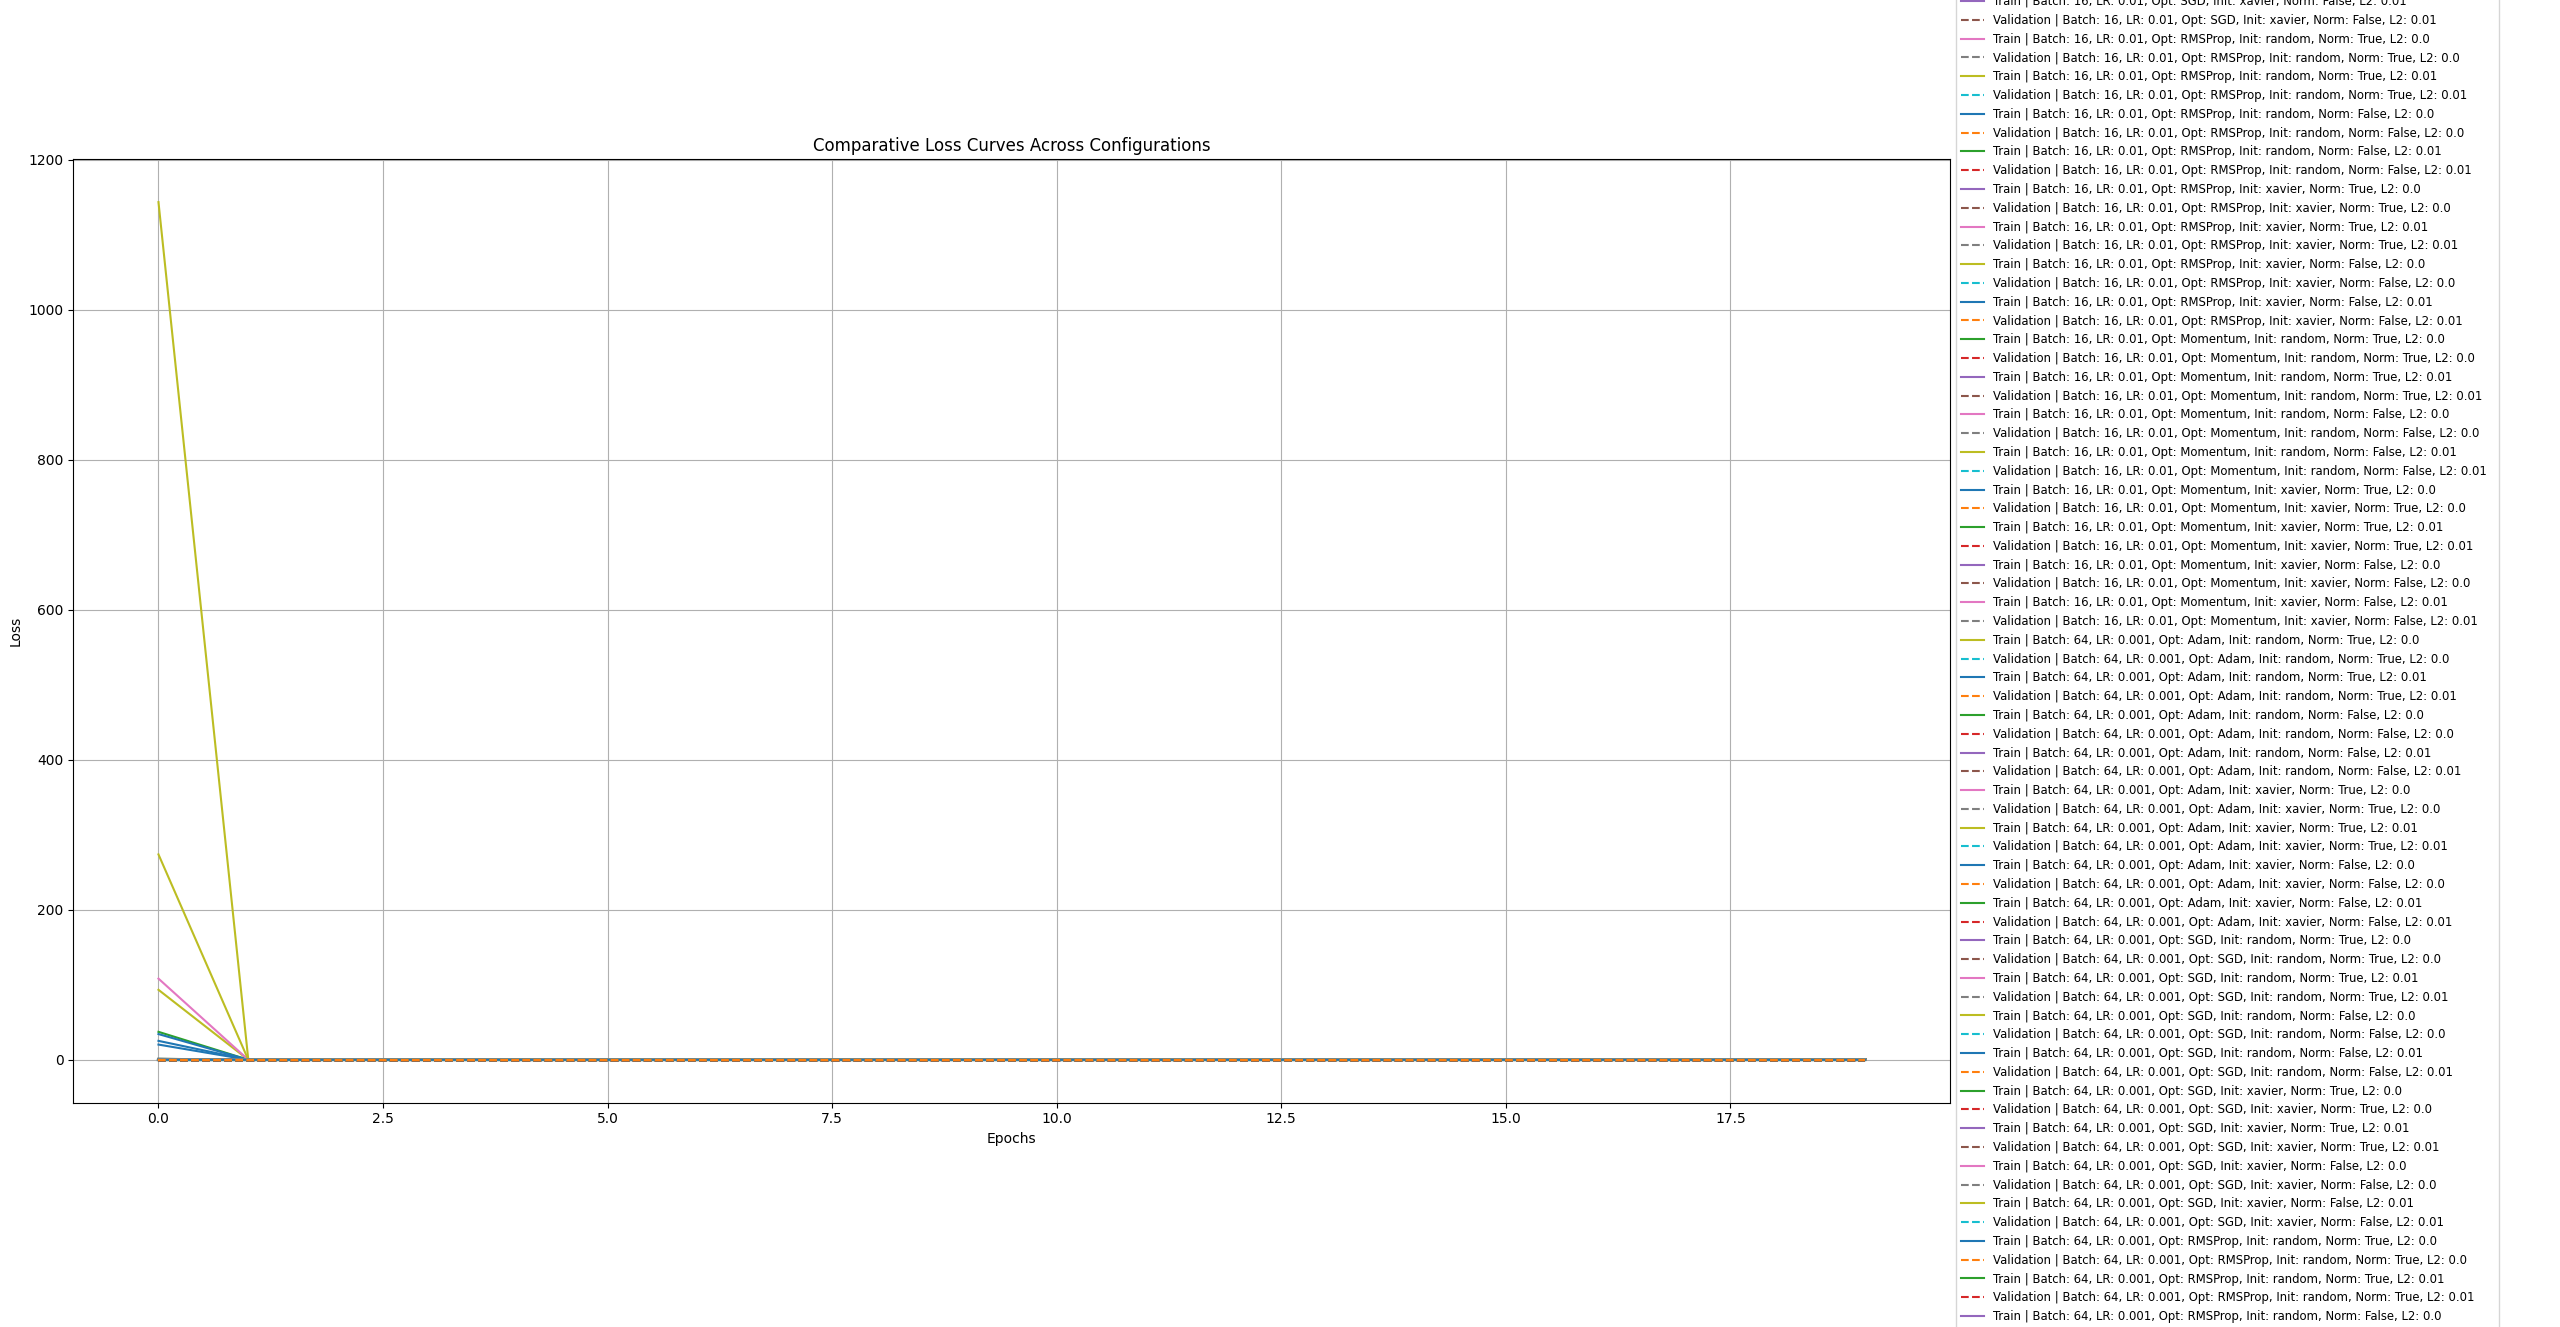 Comparative Loss Curves Across Configurations
1200
1000
800
600
400
200
0
Loss
0.0
2.5
5.0
7.5
10.0
12.5
15.0
17.5
Epochs
Train | Batch: 16, LR: 0.01, Opt: SGD, Init: xavier, Norm: False, L2: 0.01
Validation | Batch: 16, LR: 0.01, Opt: SGD, Init: xavier, Norm: False, L2: 0.01
Train | Batch: 16, LR: 0.01, Opt: RMSProp, Init: random, Norm: True, L2: 0.0
Validation | Batch: 16, LR: 0.01, Opt: RMSProp, Init: random, Norm: True, L2: 0.0
Train | Batch: 16, LR: 0.01, Opt: RMSProp, Init: random, Norm: True, L2: 0.01
Validation | Batch: 16, LR: 0.01, Opt: RMSProp, Init: random, Norm: True, L2: 0.01
Train | Batch: 16, LR: 0.01, Opt: RMSProp, Init: random, Norm: False, L2: 0.0
Validation | Batch: 16, LR: 0.01, Opt: RMSProp, Init: random, Norm: False, L2: 0.0
Train | Batch: 16, LR: 0.01, Opt: RMSProp, Init: random, Norm: False, L2: 0.01
Validation | Batch: 16, LR: 0.01, Opt: RMSProp, Init: random, Norm: False, L2: 0.01
Train | Batch: 16, LR: 0.01, Opt: RMSProp, Init: xavier, Norm: True, L2: 0.0
Validation | Batch: 16, LR: 0.01, Opt: RMSProp, Init: xavier, Norm: True, L2: 0.0
Train | Batch: 16, LR: 0.01, Opt: RMSProp, Init: xavier, Norm: True, L2: 0.01
Validation | Batch: 16, LR: 0.01, Opt: RMSProp, Init: xavier, Norm: True, L2: 0.01
Train | Batch: 16, LR: 0.01, Opt: RMSProp, Init: xavier, Norm: False, L2: 0.0
Validation | Batch: 16, LR: 0.01, Opt: RMSProp, Init: xavier, Norm: False, L2: 0.0
Train | Batch: 16, LR: 0.01, Opt: RMSProp, Init: xavier, Norm: False, L2: 0.01
Validation | Batch: 16, LR: 0.01, Opt: RMSProp, Init: xavier, Norm: False, L2: 0.01
Train | Batch: 16, LR: 0.01, Opt: Momentum, Init: random, Norm: True, L2: 0.0
Validation | Batch: 16, LR: 0.01, Opt: Momentum, Init: random, Norm: True, L2: 0.0
Train | Batch: 16, LR: 0.01, Opt: Momentum, Init: random, Norm: True, L2: 0.01
Validation | Batch: 16, LR: 0.01, Opt: Momentum, Init: random, Norm: True, L2: 0.01
Train | Batch: 16, LR: 0.01, Opt: Momentum, Init: random, Norm: False, L2: 0.0
Validation | Batch: 16, LR: 0.01, Opt: Momentum, Init: random, Norm: False, L2: 0.0
Train | Batch: 16, LR: 0.01, Opt: Momentum, Init: random, Norm: False, L2: 0.01
Validation | Batch: 16, LR: 0.01, Opt: Momentum, Init: random, Norm: False, L2: 0.01
Train | Batch: 16, LR: 0.01, Opt: Momentum, Init: xavier, Norm: True, L2: 0.0
Validation | Batch: 16, LR: 0.01, Opt: Momentum, Init: xavier, Norm: True, L2: 0.0
Train | Batch: 16, LR: 0.01, Opt: Momentum, Init: xavier, Norm: True, L2: 0.01
Validation | Batch: 16, LR: 0.01, Opt: Momentum, Init: xavier, Norm: True, L2: 0.01
Train | Batch: 16, LR: 0.01, Opt: Momentum, Init: xavier, Norm: False, L2: 0.0
Validation | Batch: 16, LR: 0.01, Opt: Momentum, Init: xavier, Norm: False, L2: 0.0
Train | Batch: 16, LR: 0.01, Opt: Momentum, Init: xavier, Norm: False, L2: 0.01
Validation | Batch: 16, LR: 0.01, Opt: Momentum, Init: xavier, Norm: False, L2: 0.01
Train | Batch: 64, LR: 0.001, Opt: Adam, Init: random, Norm: True, L2: 0.0
Validation | Batch: 64, LR: 0.001, Opt: Adam, Init: random, Norm: True, L2: 0.0
Train | Batch: 64, LR: 0.001, Opt: Adam, Init: random, Norm: True, L2: 0.01
Validation | Batch: 64, LR: 0.001, Opt: Adam, Init: random, Norm: True, L2: 0.01
Train | Batch: 64, LR: 0.001, Opt: Adam, Init: random, Norm: False, L2: 0.0
Validation | Batch: 64, LR: 0.001, Opt: Adam, Init: random, Norm: False, L2: 0.0
Train | Batch: 64, LR: 0.001, Opt: Adam, Init: random, Norm: False, L2: 0.01
Validation | Batch: 64, LR: 0.001, Opt: Adam, Init: random, Norm: False, L2: 0.01
Train | Batch: 64, LR: 0.001, Opt: Adam, Init: xavier, Norm: True, L2: 0.0
Validation | Batch: 64, LR: 0.001, Opt: Adam, Init: xavier, Norm: True, L2: 0.0
Train | Batch: 64, LR: 0.001, Opt: Adam, Init: xavier, Norm: True, L2: 0.01
Validation | Batch: 64, LR: 0.001, Opt: Adam, Init: xavier, Norm: True, L2: 0.01
Train | Batch: 64, LR: 0.001, Opt: Adam, Init: xavier, Norm: False, L2: 0.0
Validation | Batch: 64, LR: 0.001, Opt: Adam, Init: xavier, Norm: False, L2: 0.0
Train | Batch: 64, LR: 0.001, Opt: Adam, Init: xavier, Norm: False, L2: 0.01
Validation | Batch: 64, LR: 0.001, Opt: Adam, Init: xavier, Norm: False, L2: 0.01
Train | Batch: 64, LR: 0.001, Opt: SGD, Init: random, Norm: True, L2: 0.0
Validation | Batch: 64, LR: 0.001, Opt: SGD, Init: random, Norm: True, L2: 0.0
Train | Batch: 64, LR: 0.001, Opt: SGD, Init: random, Norm: True, L2: 0.01
Validation | Batch: 64, LR: 0.001, Opt: SGD, Init: random, Norm: True, L2: 0.01
Train | Batch: 64, LR: 0.001, Opt: SGD, Init: random, Norm: False, L2: 0.0
Validation | Batch: 64, LR: 0.001, Opt: SGD, Init: random, Norm: False, L2: 0.0
Train | Batch: 64, LR: 0.001, Opt: SGD, Init: random, Norm: False, L2: 0.01
Validation | Batch: 64, LR: 0.001, Opt: SGD, Init: random, Norm: False, L2: 0.01
Train | Batch: 64, LR: 0.001, Opt: SGD, Init: xavier, Norm: True, L2: 0.0
Validation | Batch: 64, LR: 0.001, Opt: SGD, Init: xavier, Norm: True, L2: 0.0
Train | Batch: 64, LR: 0.001, Opt: SGD, Init: xavier, Norm: True, L2: 0.01
Validation | Batch: 64, LR: 0.001, Opt: SGD, Init: xavier, Norm: True, L2: 0.01
Train | Batch: 64, LR: 0.001, Opt: SGD, Init: xavier, Norm: False, L2: 0.0
Validation | Batch: 64, LR: 0.001, Opt: SGD, Init: xavier, Norm: False, L2: 0.0
Train | Batch: 64, LR: 0.001, Opt: SGD, Init: xavier, Norm: False, L2: 0.01
Validation | Batch: 64, LR: 0.001, Opt: SGD, Init: xavier, Norm: False, L2: 0.01
Train | Batch: 64, LR: 0.001, Opt: RMSProp, Init: random, Norm: True, L2: 0.0
Validation | Batch: 64, LR: 0.001, Opt: RMSProp, Init: random, Norm: True, L2: 0.0
Train | Batch: 64, LR: 0.001, Opt: RMSProp, Init: random, Norm: True, L2: 0.01
Validation | Batch: 64, LR: 0.001, Opt: RMSProp, Init: random, Norm: True, L2: 0.01
Train | Batch: 64, LR: 0.001, Opt: RMSProp, Init: random, Norm: False, L2: 0.0